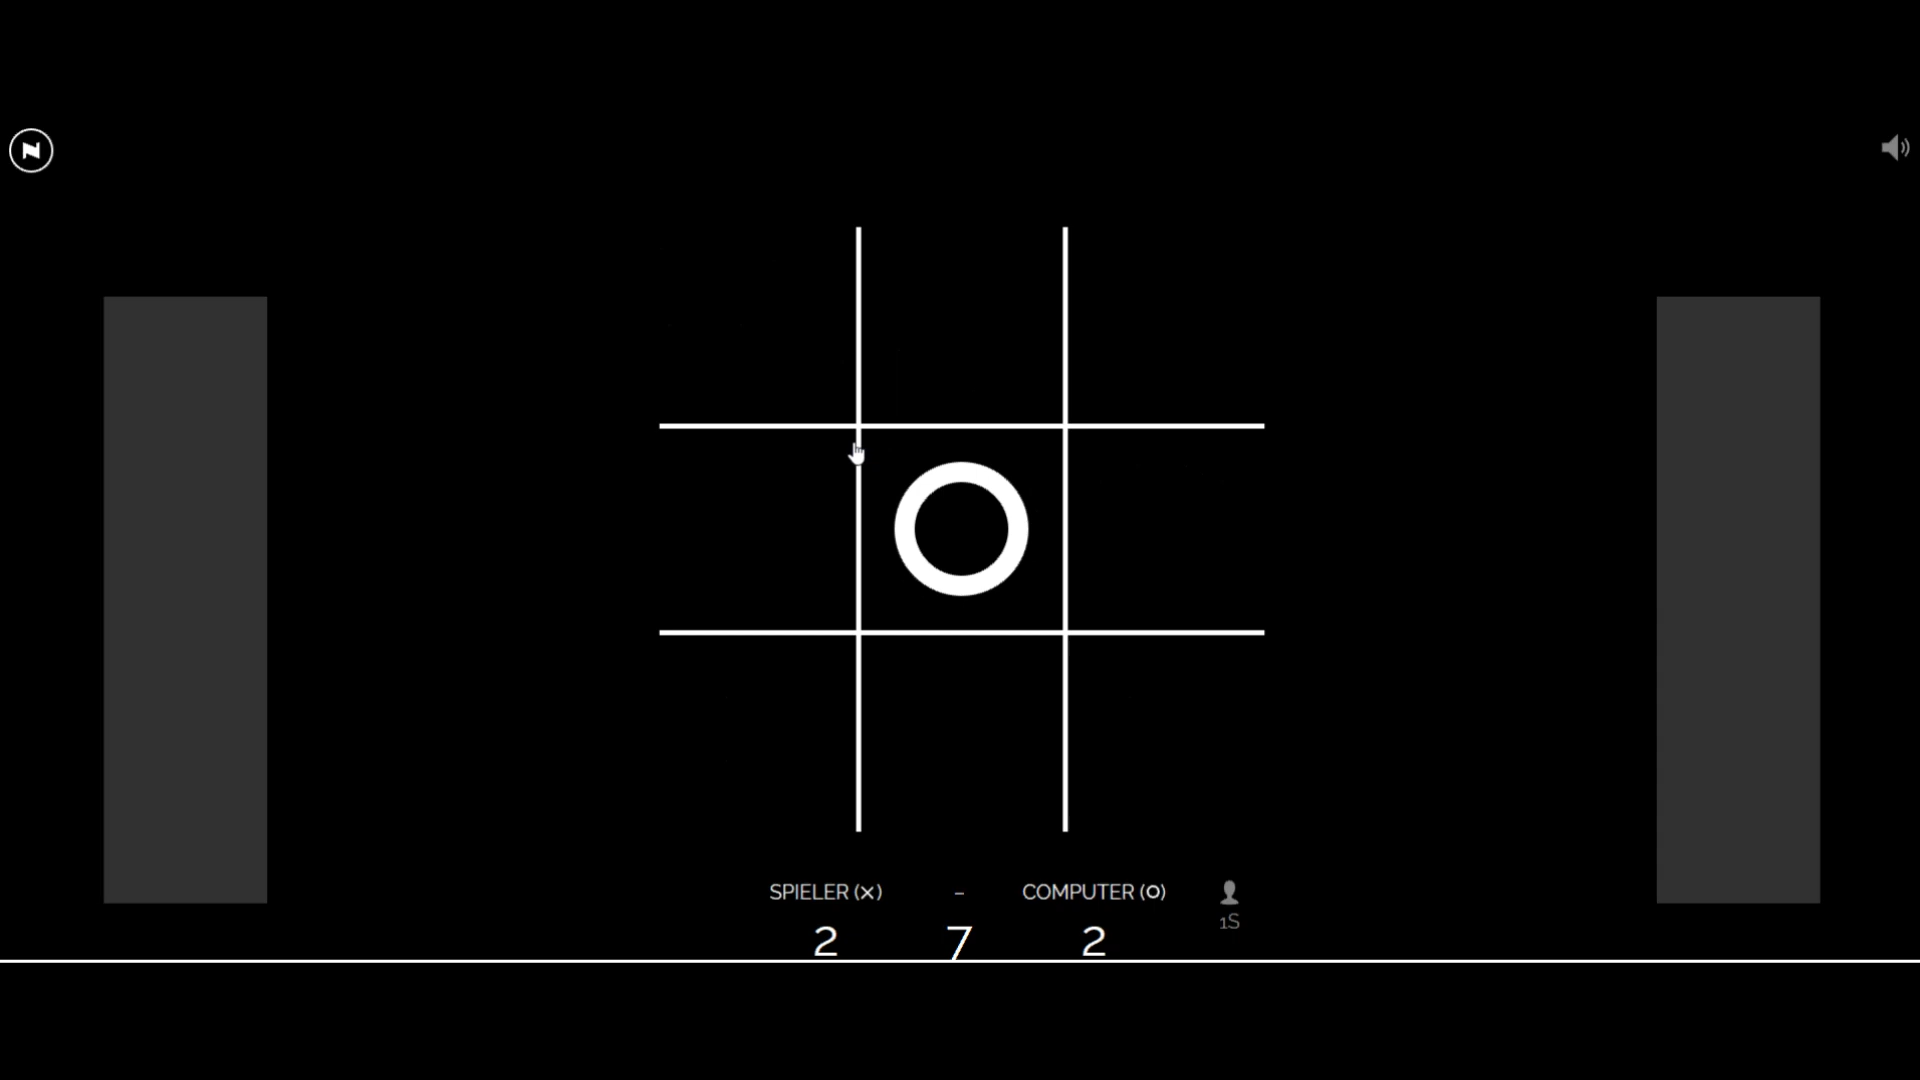 SPIELER (×) – COMPUTER (O)
2 7 2 1S